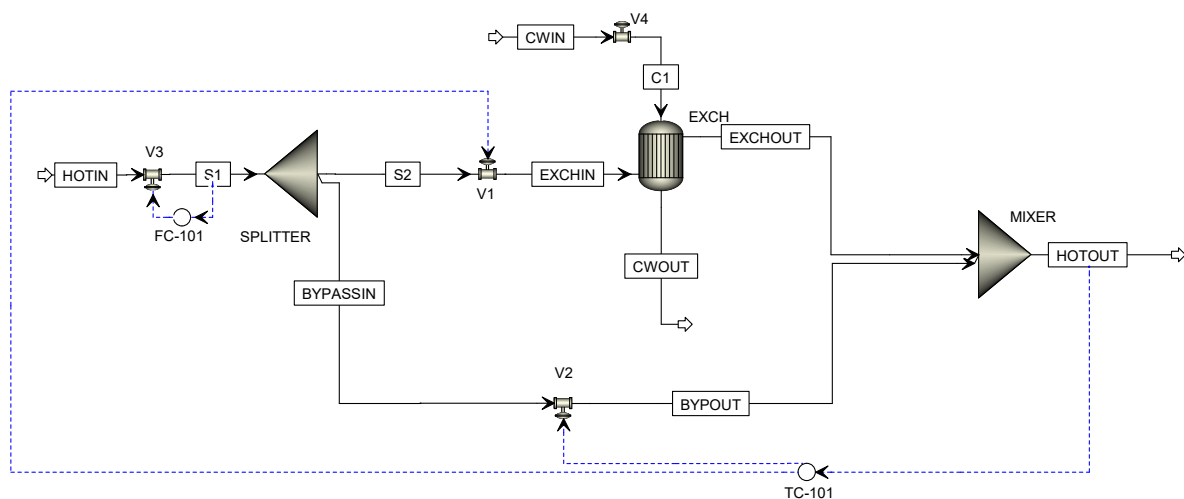 V4
CWIN
C1
EXCH
EXCHOUT
V3
HOTIN
S1
S2
EXCHIN
V1
FC-101
SPLITTER
MIXER
HOTOUT
CWOUT
BYPASSIN
V2
BYPOUT
TC-101